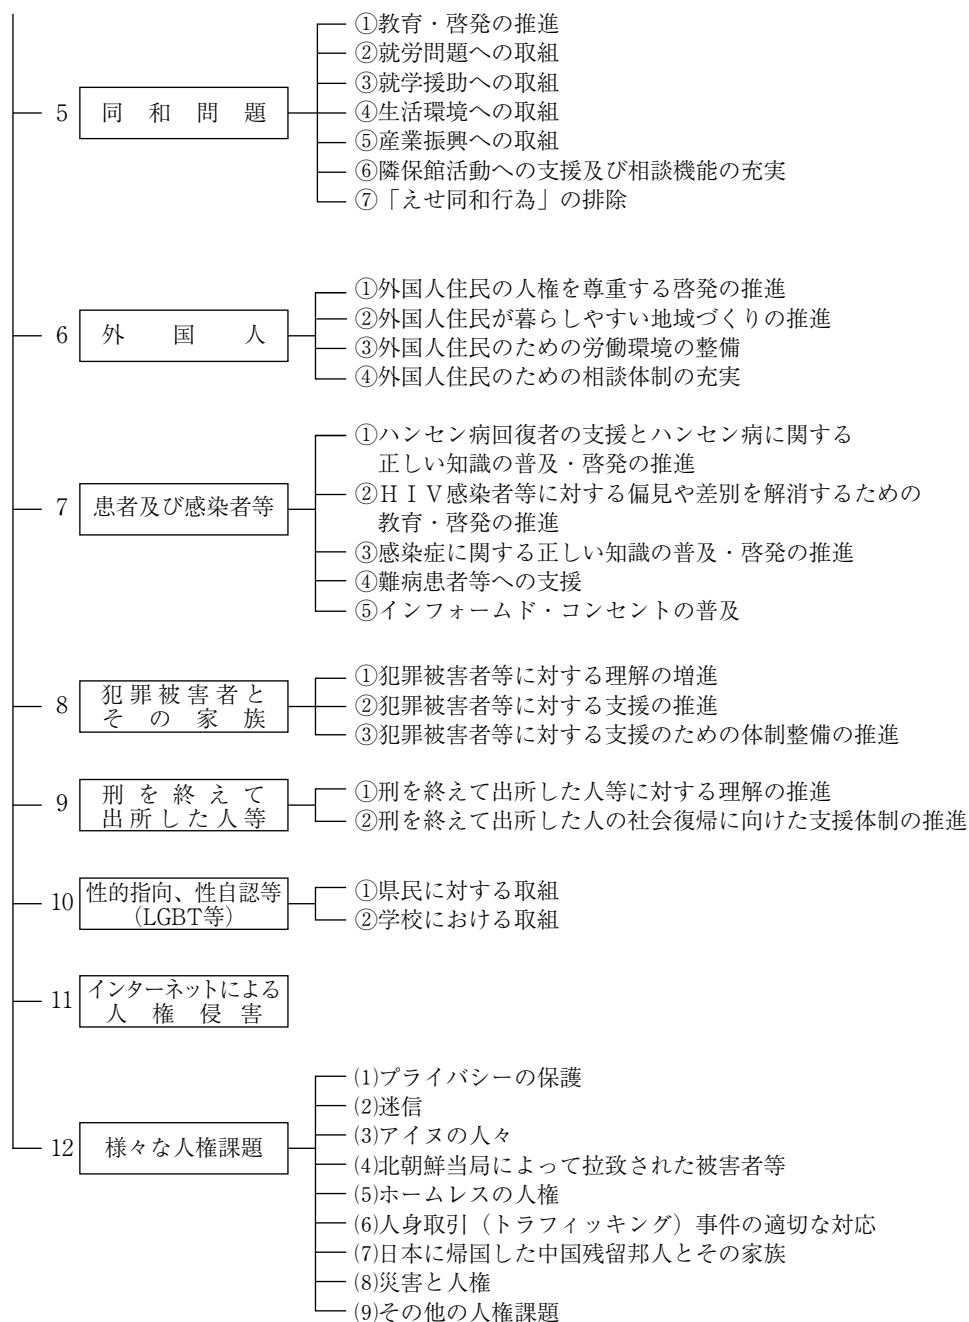 5 同和問題
①教育・啓発の推進
②就労問題への取組
③就学援助への取組
④生活環境への取組
⑤産業振興への取組
⑥隣保館活動への支援及び相談機能の充実
⑦「えせ同和行為」の排除
6 外国人
①外国人住民の人権を尊重する啓発の推進
②外国人住民が暮らしやすい地域づくりの推進
③外国人住民のための労働環境の整備
④外国人住民のための相談体制の充実
7 患者及び感染者等
①ハンセン病回復者の支援とハンセン病に関する
正しい知識の普及・啓発の推進
②ＨＩＶ感染者等に対する偏見や差別を解消するための
教育・啓発の推進
③感染症に関する正しい知識の普及・啓発の推進
④難病患者等への支援
⑤インフォームド・コンセントの普及
8 犯罪被害者と
その家族
①犯罪被害者等に対する理解の増進
②犯罪被害者等に対する支援の推進
③犯罪被害者等に対する支援のための体制整備の推進
9 刑を終えて
出所した人等
①刑を終えて出所した人等に対する理解の推進
②刑を終えて出所した人の社会復帰に向けた支援体制の推進
10 性的指向、性自認等
(LGBT等)
①県民に対する取組
②学校における取組
11 インターネットによる
人権侵害
12 様々な人権課題
⑴プライバシーの保護
⑵迷信
⑶アイヌの人々
⑷北朝鮮当局によって拉致された被害者等
⑸ホームレスの人権
⑹人身取引（トラフィッキング）事件の適切な対応
⑺日本に帰国した中国残留邦人とその家族
⑻災害と人権
⑼その他の人権課題